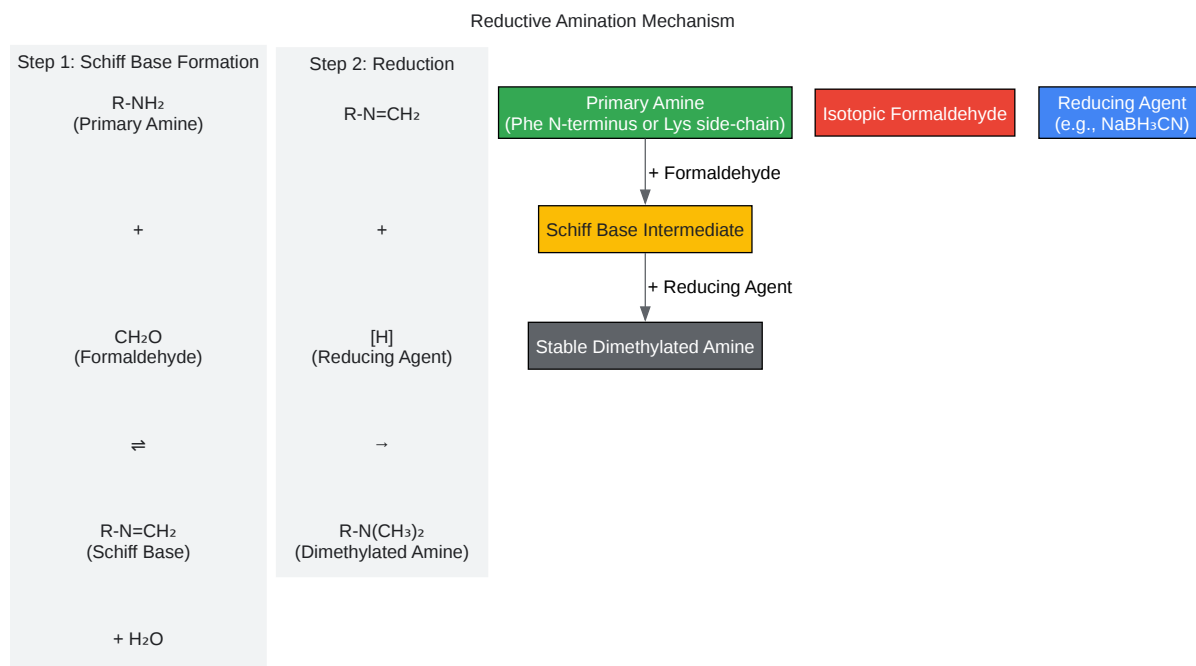 Reductive Amination Mechanism
Step 1: Schiff Base Formation
R-NH₂
(Primary Amine)
+
CH₂O
(Formaldehyde)
⇌
R-N=CH₂
(Schiff Base)
+ H₂O
Step 2: Reduction
R-N=CH₂
+
[H]
(Reducing Agent)
→
R-N(CH₃)₂
(Dimethylated Amine)
Primary Amine
(Phe N-terminus or Lys side-chain)
+ Formaldehyde
Schiff Base Intermediate
+ Reducing Agent
Stable Dimethylated Amine
Isotopic Formaldehyde
Reducing Agent
(e.g., NaBH₃CN)